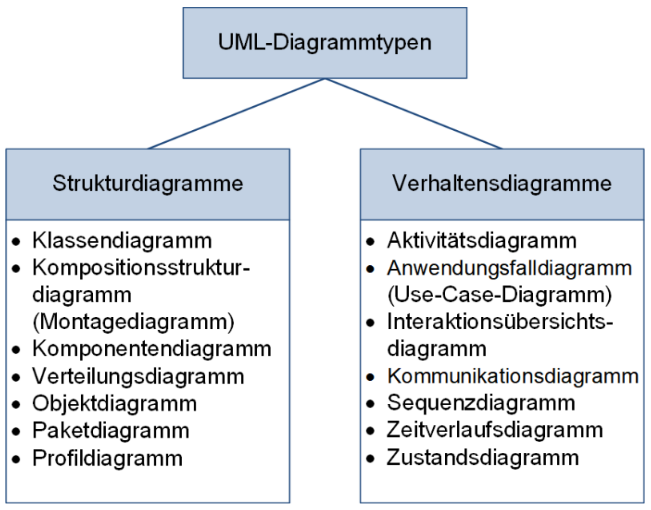 UML-Diagrammtypen
Strukturdiagramme
• Klassendiagramm
• Kompositionsstruktur-
diagramm
(Montagediagramm)
• Komponentendiagramm
• Verteilungsdiagramm
• Objektdiagramm
• Paketdiagramm
• Profildiagramm
Verhaltensdiagramme
• Aktivitätsdiagramm
• Anwendungsfalldiagramm
(Use-Case-Diagramm)
• Interaktionsübersichts-
diagramm
• Kommunikationsdiagramm
• Sequenzdiagramm
• Zeitverlaufsdiagramm
• Zustandsdiagramm